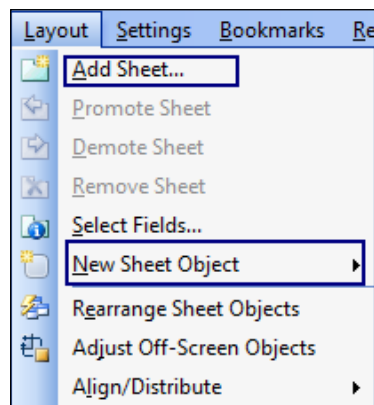 Layout Settings Bookmarks Re
Add Sheet...
Promote Sheet
Demote Sheet
Remove Sheet
Select Fields...
New Sheet Object
Rearrange Sheet Objects
Adjust Off-Screen Objects
Align/Distribute